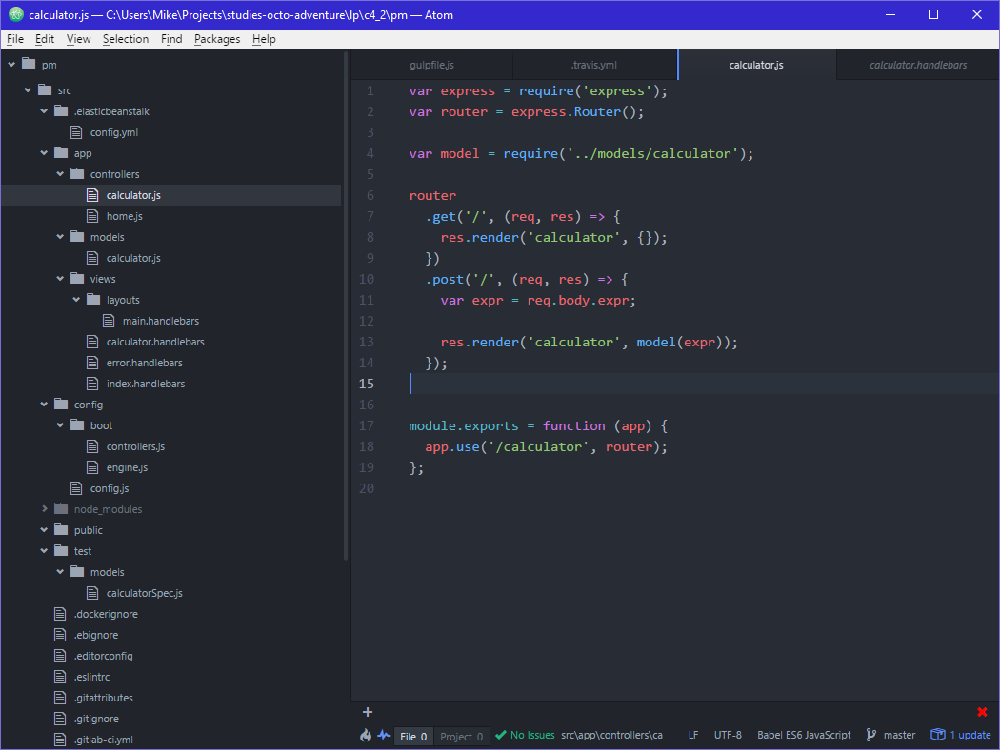 calculator.js — C:\Users\Mike\Projects\studies-octo-adventure\lp\c4_2\pm — Atom
File Edit View Selection Find Packages Help
pm
src
.elasticbeanstalk
config.yml
app
controllers
calculator.js
home.js
models
calculator.js
views
layouts
main.handlebars
calculator.handlebars
error.handlebars
index.handlebars
config
boot
controllers.js
engine.js
config.js
node_modules
public
test
models
calculatorSpec.js
.dockerignore
.ebignore
.editorconfig
.eslintrc
.gitattributes
.gitignore
.gitlab-ci.yml
gulpfile.js .travis.yml calculator.js calculator.handlebars
1 var express = require('express');
2 var router = express.Router();
3
4 var model = require('../models/calculator');
5
6 router
7 .get('/', (req, res) => {
8 res.render('calculator', {});
9 })
10 .post('/', (req, res) => {
11 var expr = req.body.expr;
12
13 res.render('calculator', model(expr));
14 });
15
16
17 module.exports = function (app) {
18 app.use('/calculator', router);
19 };
20
+
File 0 Project 0 No Issues src\app\controllers\ca LF UTF-8 Babel ES6 JavaScript master 1 update